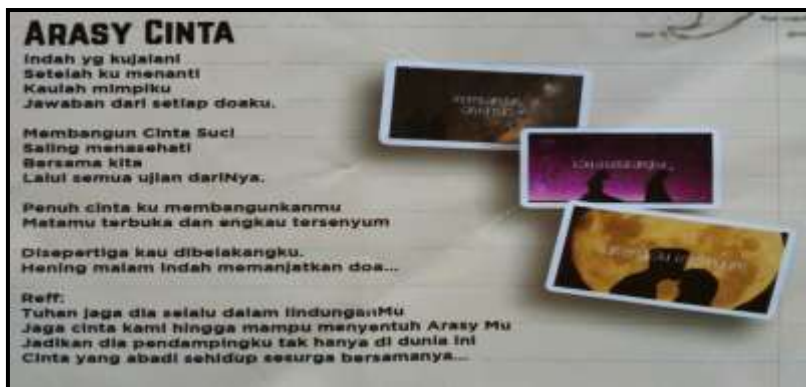 ARASY CINTA
Indah yg kujalani
Setelah ku menanti
Kaulah mimpiku
Jawaban dari setiap doaku.
Membangun Cinta Suci
Saling menasehati
Bersama kita
Lalui semua ujian dariNya.
Penuh cinta ku membangunkanmu
Matamu terbuka dan engkau tersenyum
Disepertiga kau dibelakangku.
Hening malam indah memanjatkan doa...
Reff:
Tuhan jaga dia selalu dalam lindunganMu
Jaga cinta kami hingga mampu menyentuh Arasy Mu
Jadikan dia pendampingku tak hanya di dunia ini
Cinta yang abadi sehidup sesurga bersamanya...